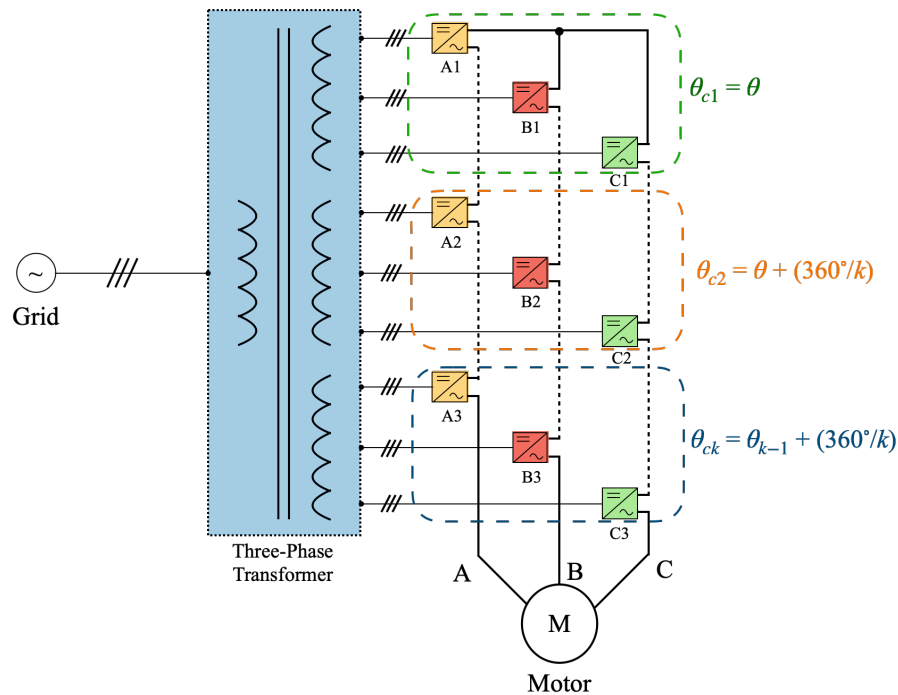 A1
B1
C1
θc1 = θ
A2
B2
C2
θc2 = θ + (360°/k)
~
Grid
A3
B3
C3
θck = θk−1 + (360°/k)
Three-Phase
Transformer
A
B
C
M
Motor